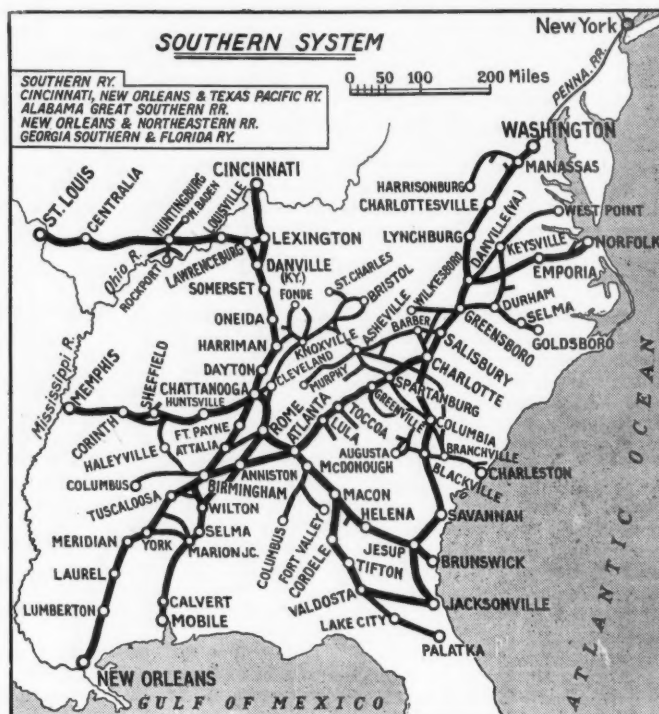 New York
SOUTHERN SYSTEM
0 50 100 200 Miles
PENNA. RR.
SOUTHERN RY.
CINCINNATI, NEW ORLEANS & TEXAS PACIFIC RY.
ALABAMA GREAT SOUTHERN RR.
NEW ORLEANS & NORTHEASTERN RR.
GEORGIA SOUTHERN & FLORIDA RY.
WASHINGTON
MANASSAS
CINCINNATI
HARRISONBURG
CHARLOTTESVILLE
ST. LOUIS
CENTRALIA
HUNTINGBURG
W. BADEN
LOUISVILLE
LEXINGTON
LYNCHBURG
DANVILLE (VA.)
WEST POINT
KEYSVILLE
NORFOLK
Ohio R.
ROCKPORT
LAWRENCEBURG
DANVILLE
(KY.)
EMPORIA
SOMERSET
FONDE
ST. CHARLES
BRISTOL
WILKESBORO
DURHAM
SELMA
GOLDSBORO
ONEIDA
KNOXVILLE
ASHEVILLE
BARBER
GREENSBORO
HARRIMAN
SALISBURY
DAYTON
CLEVELAND
MURPHY
CHARLOTTE
Mississippi R.
MEMPHIS
SHEFFIELD
HUNTSVILLE
CHATTANOOGA
SPARTANBURG
GREENVILLE
CORINTH
FT. PAYNE
ROME
ATLANTA
TOCCOA
LULA
COLUMBIA
HALEYVILLE
ATTALLA
AUGUSTA
BRANCHVILLE
COLUMBUS
ANNISTON
MCDONOUGH
BLACKVILLE
CHARLESTON
TUSCALOOSA
BIRMINGHAM
WILTON
MACON
SAVANNAH
MERIDIAN
YORK
SELMA
MARION JC.
COLUMBUS
FORT VALLEY
HELENA
CORDELE
JESUP
BRUNSWICK
LAUREL
TIFTON
LUMBERTON
CALVERT
MOBILE
VALDOSTA
JACKSONVILLE
LAKE CITY
PALATKA
NEW ORLEANS
GULF OF MEXICO
ATLANTIC OCEAN